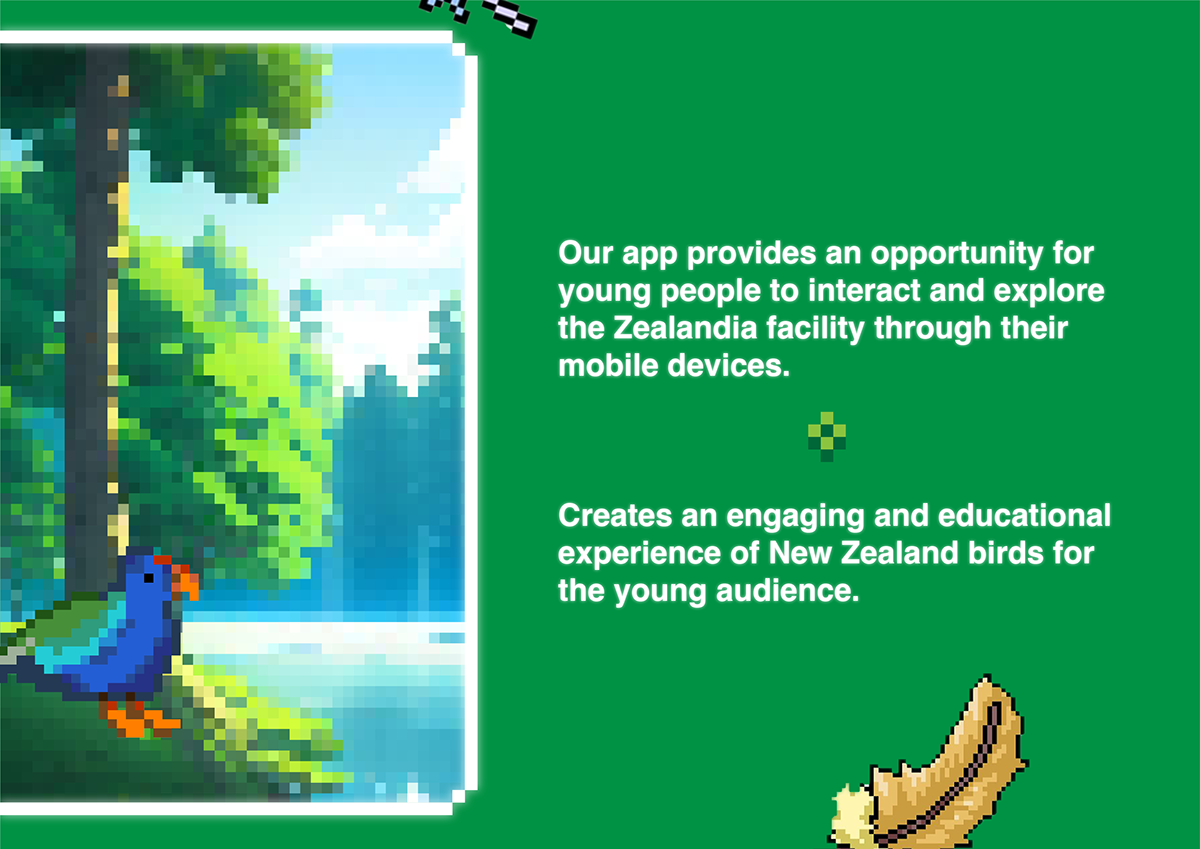 Our app provides an opportunity for
young people to interact and explore
the Zealandia facility through their
mobile devices.
Creates an engaging and educational
experience of New Zealand birds for
the young audience.